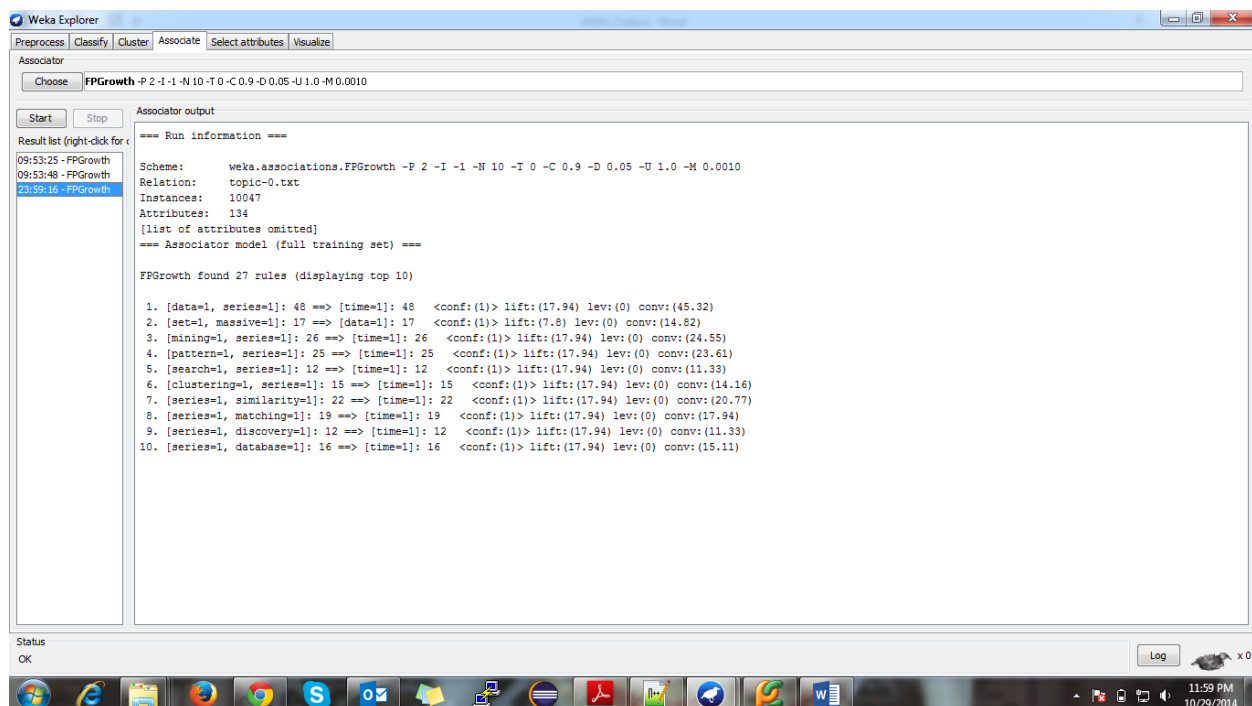 Weka Explorer
Preprocess Classify Cluster Associate Select attributes Visualize
Associator
Choose FPGrowth -P 2 -I -1 -N 10 -T 0 -C 0.9 -D 0.05 -U 1.0 -M 0.0010
Start Stop
Result list (right-click for
09:53:25 - FPGrowth
09:53:48 - FPGrowth
23:59:16 - FPGrowth
Associator output
=== Run information ===
Scheme: weka.associations.FPGrowth -P 2 -I -1 -N 10 -T 0 -C 0.9 -D 0.05 -U 1.0 -M 0.0010
Relation: topic-0.txt
Instances: 10047
Attributes: 134
[list of attributes omitted]
=== Associator model (full training set) ===
FPGrowth found 27 rules (displaying top 10)
1. [data=1, series=1]: 48 ==> [time=1]: 48 <conf:(1)> lift:(17.94) lev:(0) conv:(45.32)
2. [set=1, massive=1]: 17 ==> [data=1]: 17 <conf:(1)> lift:(7.8) lev:(0) conv:(14.82)
3. [mining=1, series=1]: 26 ==> [time=1]: 26 <conf:(1)> lift:(17.94) lev:(0) conv:(24.55)
4. [pattern=1, series=1]: 25 ==> [time=1]: 25 <conf:(1)> lift:(17.94) lev:(0) conv:(23.61)
5. [search=1, series=1]: 12 ==> [time=1]: 12 <conf:(1)> lift:(17.94) lev:(0) conv:(11.33)
6. [clustering=1, series=1]: 15 ==> [time=1]: 15 <conf:(1)> lift:(17.94) lev:(0) conv:(14.16)
7. [series=1, similarity=1]: 22 ==> [time=1]: 22 <conf:(1)> lift:(17.94) lev:(0) conv:(20.77)
8. [series=1, matching=1]: 19 ==> [time=1]: 19 <conf:(1)> lift:(17.94) lev:(0) conv:(17.94)
9. [series=1, discovery=1]: 12 ==> [time=1]: 12 <conf:(1)> lift:(17.94) lev:(0) conv:(11.33)
10. [series=1, database=1]: 16 ==> [time=1]: 16 <conf:(1)> lift:(17.94) lev:(0) conv:(15.11)
Status
OK
Log
x 0
11:59 PM
10/29/2014